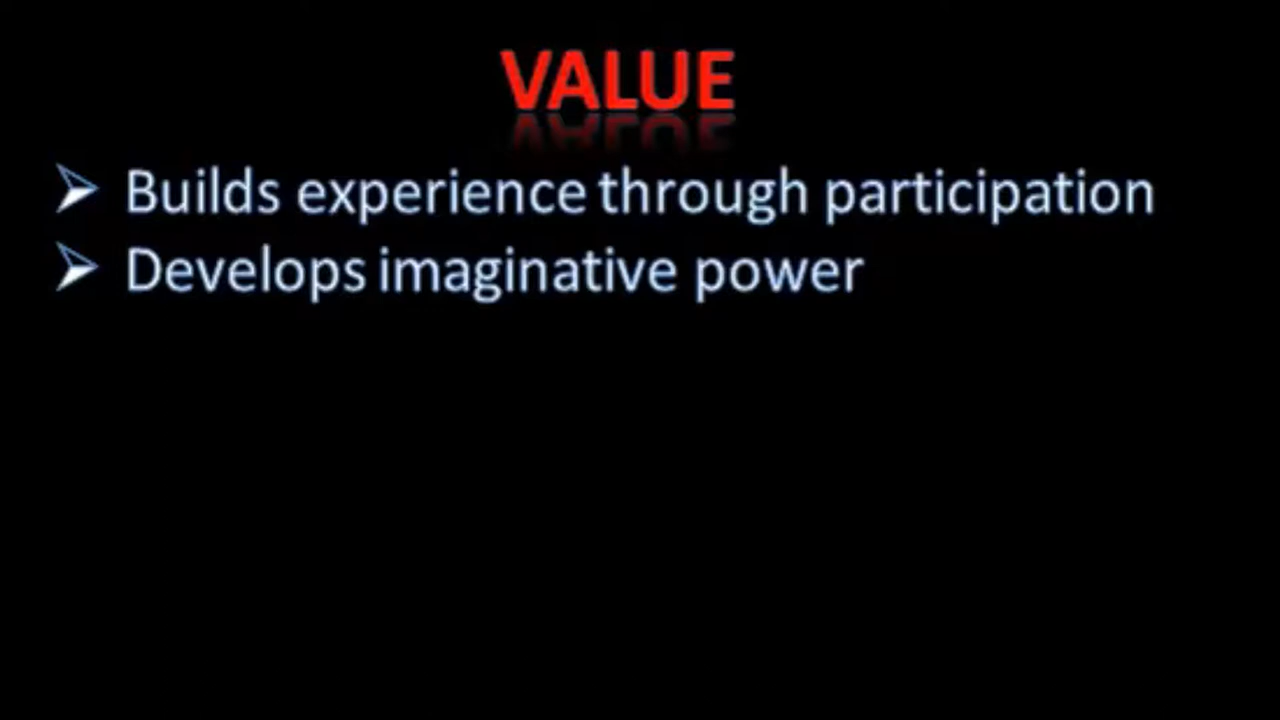 VALUE
Builds experience through participation
Develops imaginative power